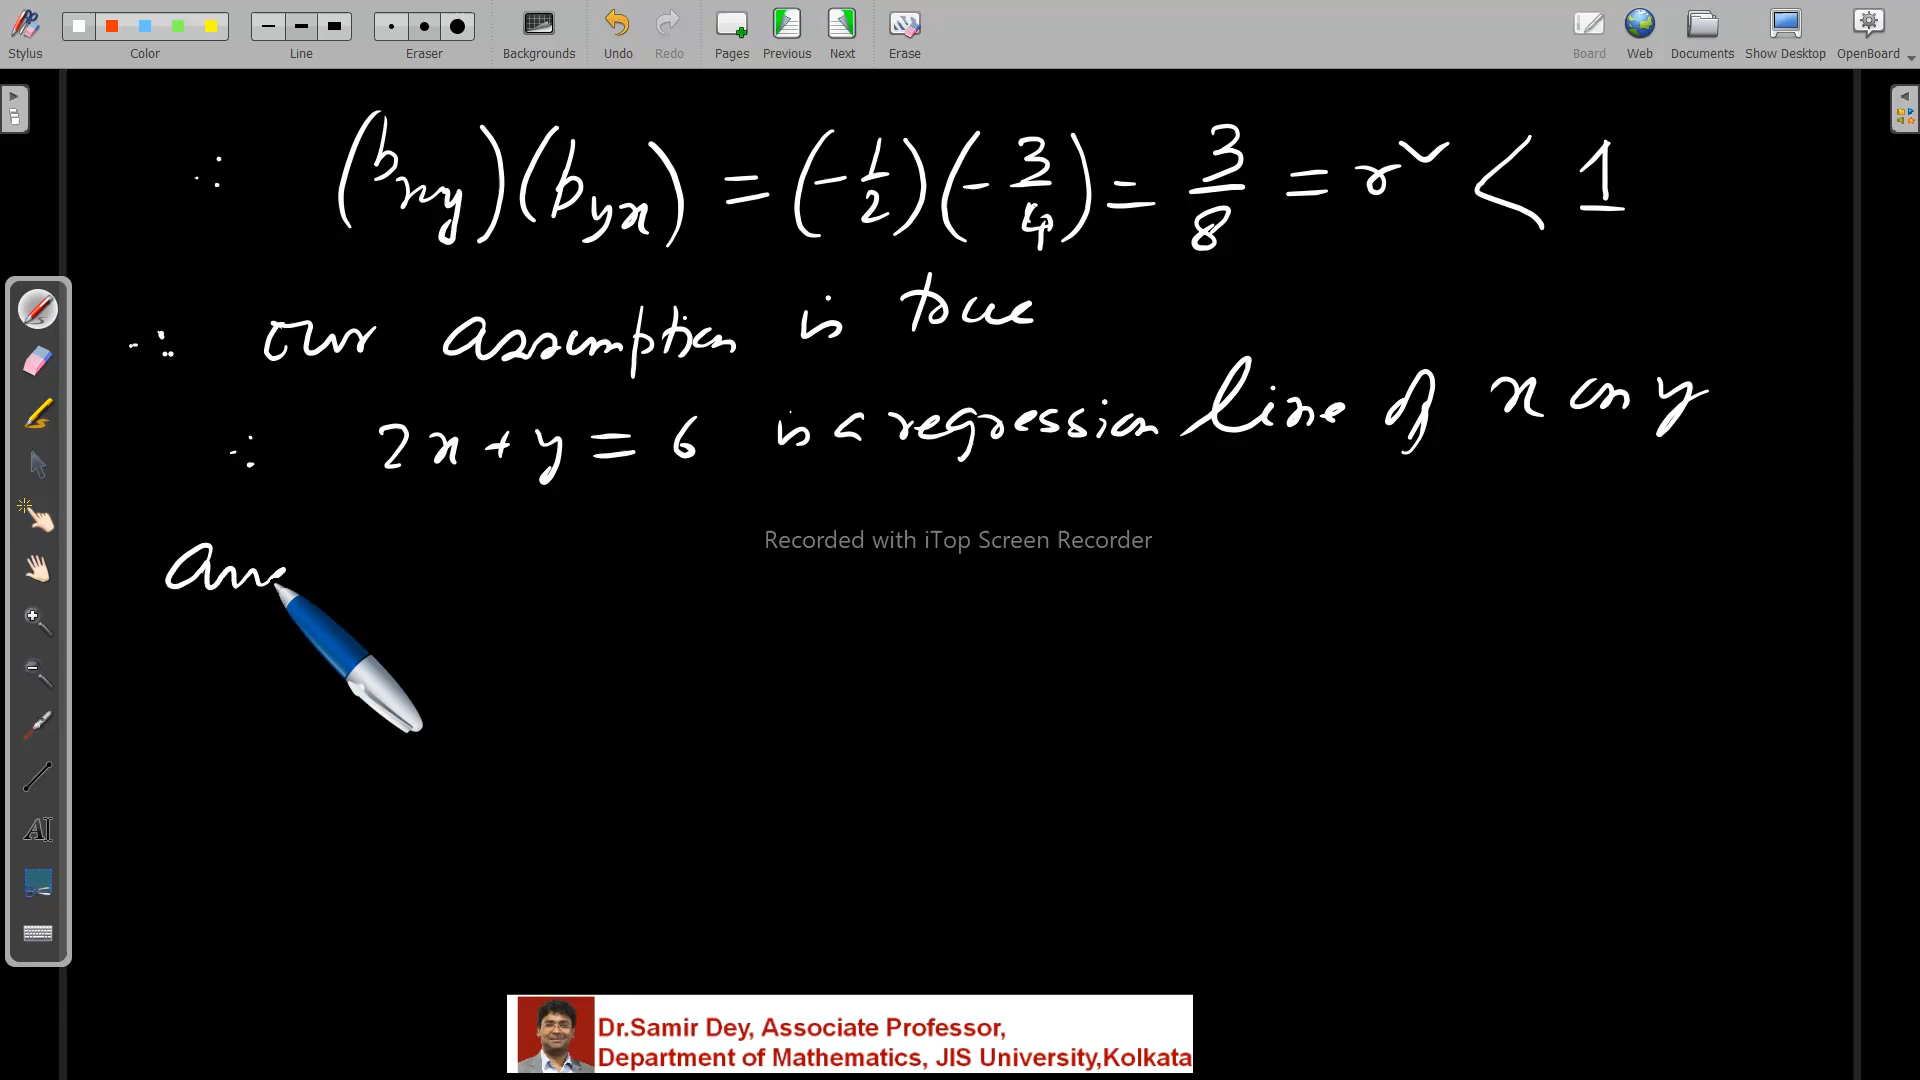 Stylus Color Line Eraser Backgrounds Undo Redo Pages Previous Next Erase Board Web Documents Show Desktop OpenBoard
∴ (bxy)(byx) = (-1/2)(-3/4) = 3/8 = r² < 1
∴ our assumption is true
∴ 2x + y = 6 is a regression line of x on y
Recorded with iTop Screen Recorder
an
Dr.Samir Dey, Associate Professor,
Department of Mathematics, JIS University,Kolkata